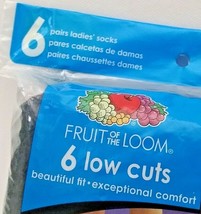 6 pairs ladies' socks
pares calcetas de damas
paires chaussettes dames
FRUIT OF THE LOOM®
6 low cuts
beautiful fit • exceptional comfort